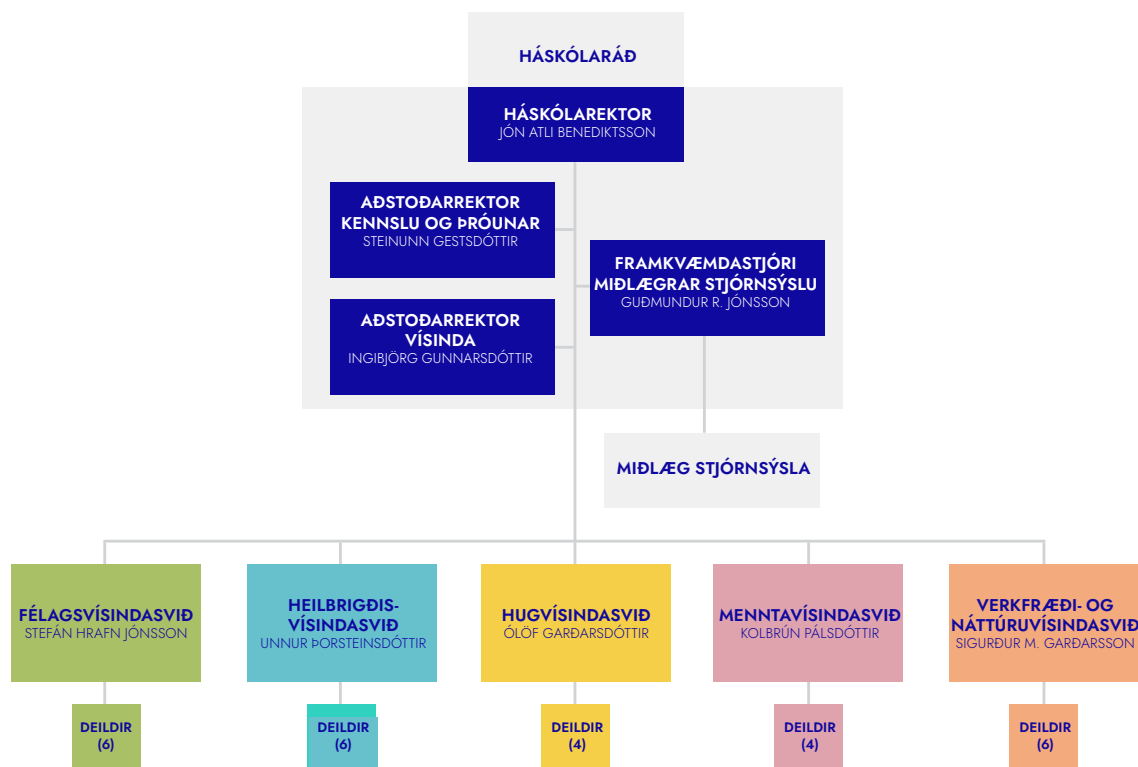 HÁSKÓLARÁÐ
HÁSKÓLAREKTOR
JÓN ATLI BENEDIKTSSON
AÐSTOÐARREKTOR
KENNSLU OG ÞRÓUNAR
STEINUNN GESTSDÓTTIR
FRAMKVÆMDASTJÓRI
MIÐLÆGRAR STJÓRNSÝSLU
GUÐMUNDUR R. JÓNSSON
AÐSTOÐARREKTOR
VÍSINDA
INGIBJÖRG GUNNARSDÓTTIR
MIÐLÆG STJÓRNSÝSLA
FÉLAGSVÍSINDASVIÐ
STEFÁN HRAFN JÓNSSON
HEILBRIGÐIS-
VÍSINDASVIÐ
UNNUR ÞORSTEINSDÓTTIR
HUGVÍSINDASVIÐ
ÓLÖF GARÐARSDÓTTIR
MENNTAVÍSINDASVIÐ
KOLBRÚN PÁLSDÓTTIR
VERKFRÆÐI- OG
NÁTTÚRUVÍSINDASVIÐ
SIGURÐUR M. GARÐARSSON
DEILDIR
(6)
DEILDIR
(6)
DEILDIR
(4)
DEILDIR
(4)
DEILDIR
(6)